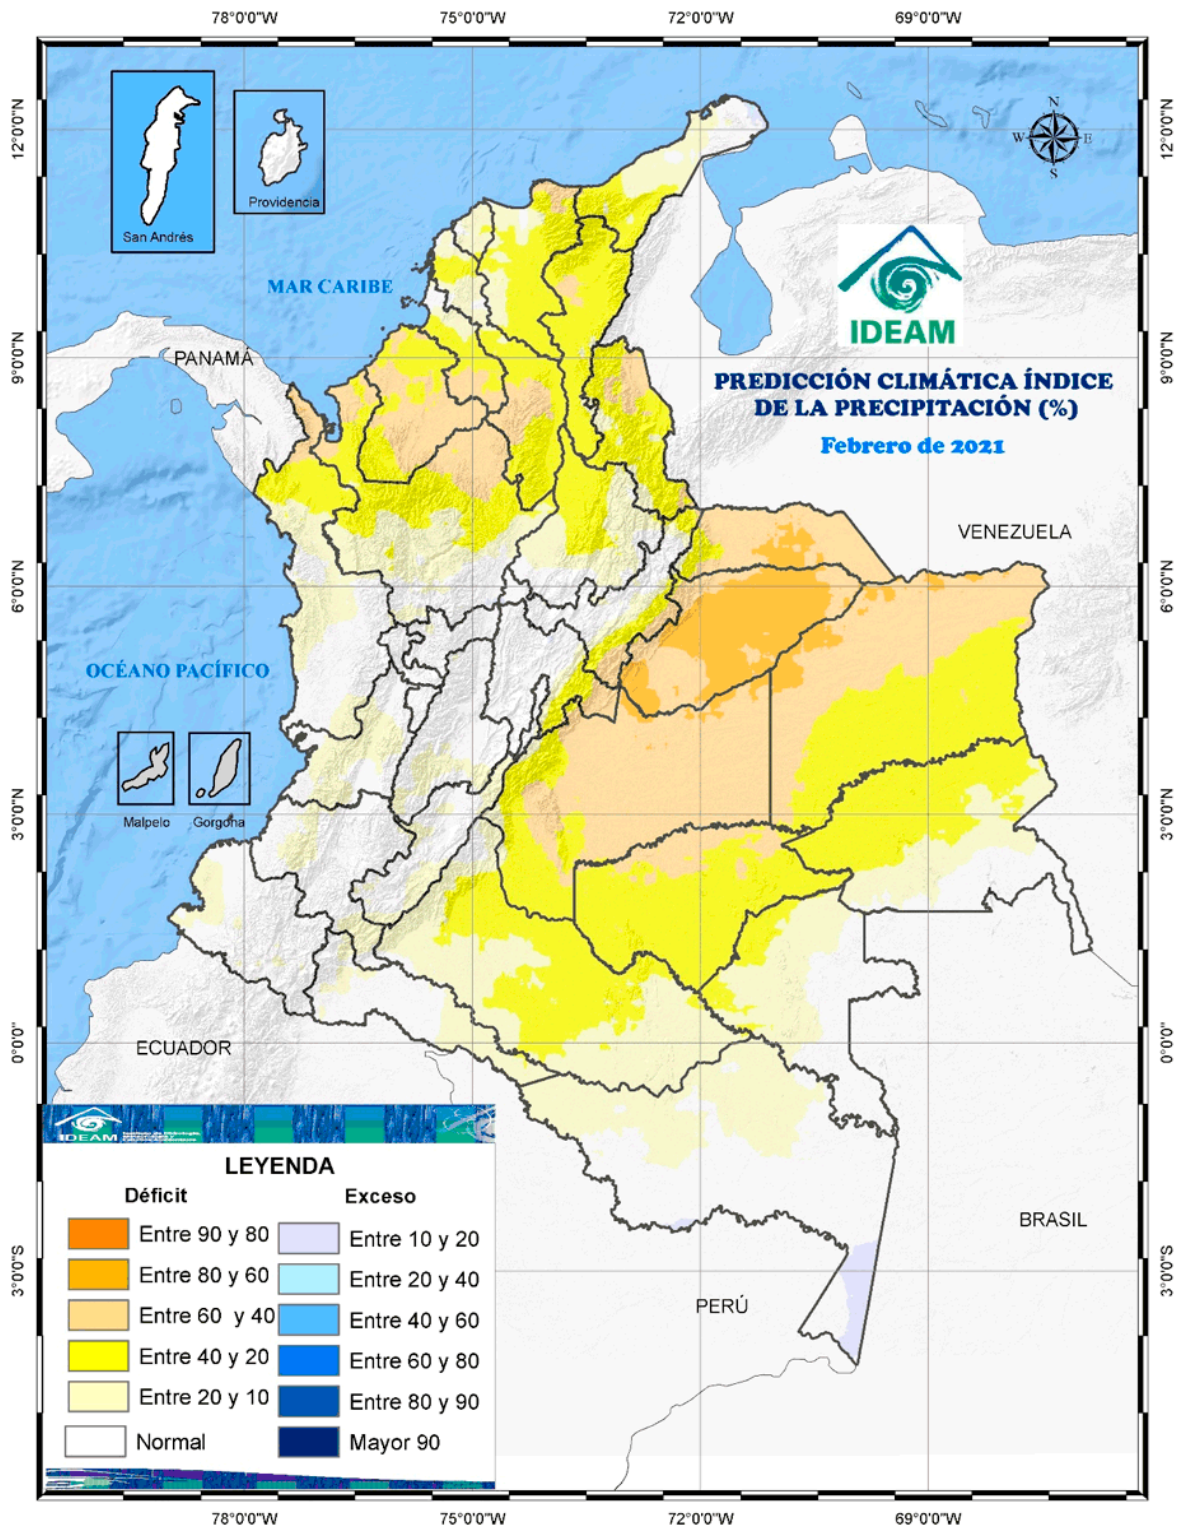 78°0'0"W 75°0'0"W 72°0'0"W 69°0'0"W
12°0'0"N 12°0'0"N
San Andrés
Providencia
N
W E
S
MAR CARIBE
IDEAM
9°0'0"N PANAMÁ 9°0'0"N
PREDICCIÓN CLIMÁTICA ÍNDICE
DE LA PRECIPITACIÓN (%)
Febrero de 2021
VENEZUELA
6°0'0"N 6°0'0"N
OCÉANO PACÍFICO
Malpelo Gorgona
3°0'0"N 3°0'0"N
ECUADOR
0°0'0" 0°0'0"
IDEAM
LEYENDA
Déficit Exceso
Entre 90 y 80 Entre 10 y 20
Entre 80 y 60 Entre 20 y 40
Entre 60 y 40 Entre 40 y 60
Entre 40 y 20 Entre 60 y 80
Entre 20 y 10 Entre 80 y 90
Normal Mayor 90
BRASIL
3°0'0"S 3°0'0"S
PERÚ
78°0'0"W 75°0'0"W 72°0'0"W 69°0'0"W